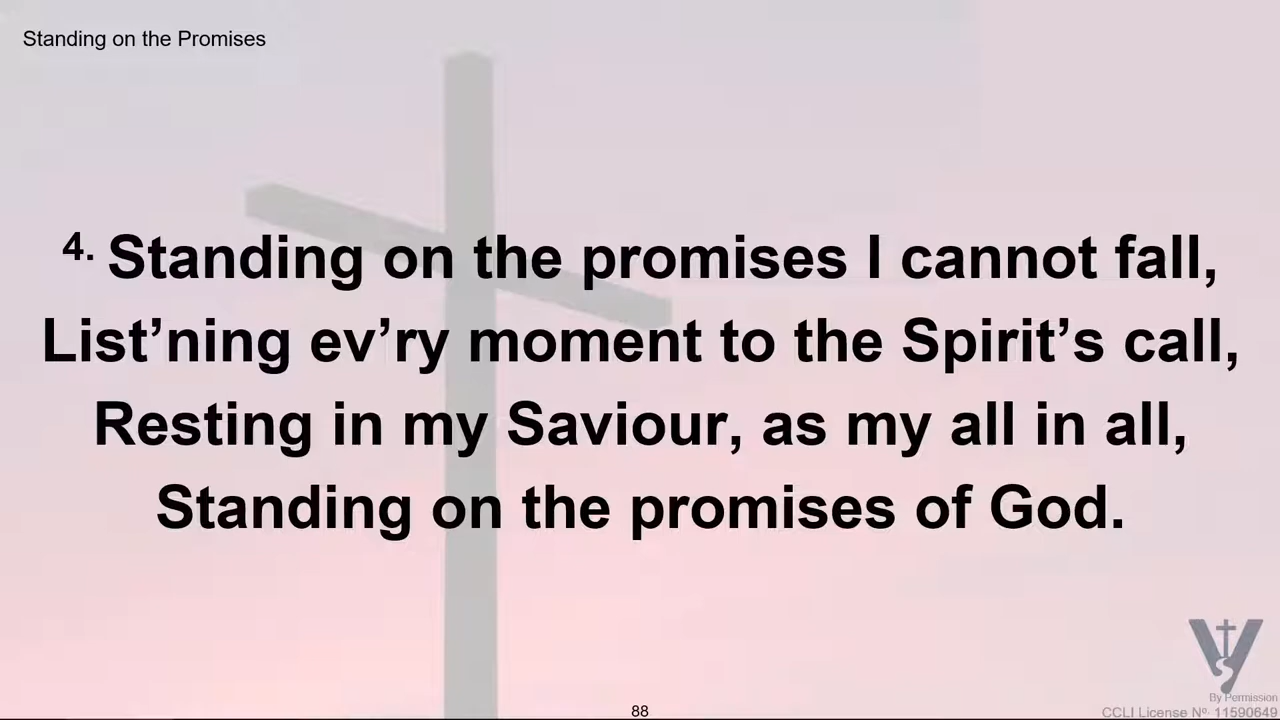 Standing on the Promises
4. Standing on the promises I cannot fall,
List’ning ev’ry moment to the Spirit’s call,
Resting in my Saviour, as my all in all,
Standing on the promises of God.
By Permission
88
CCLI License Nº. 11590649